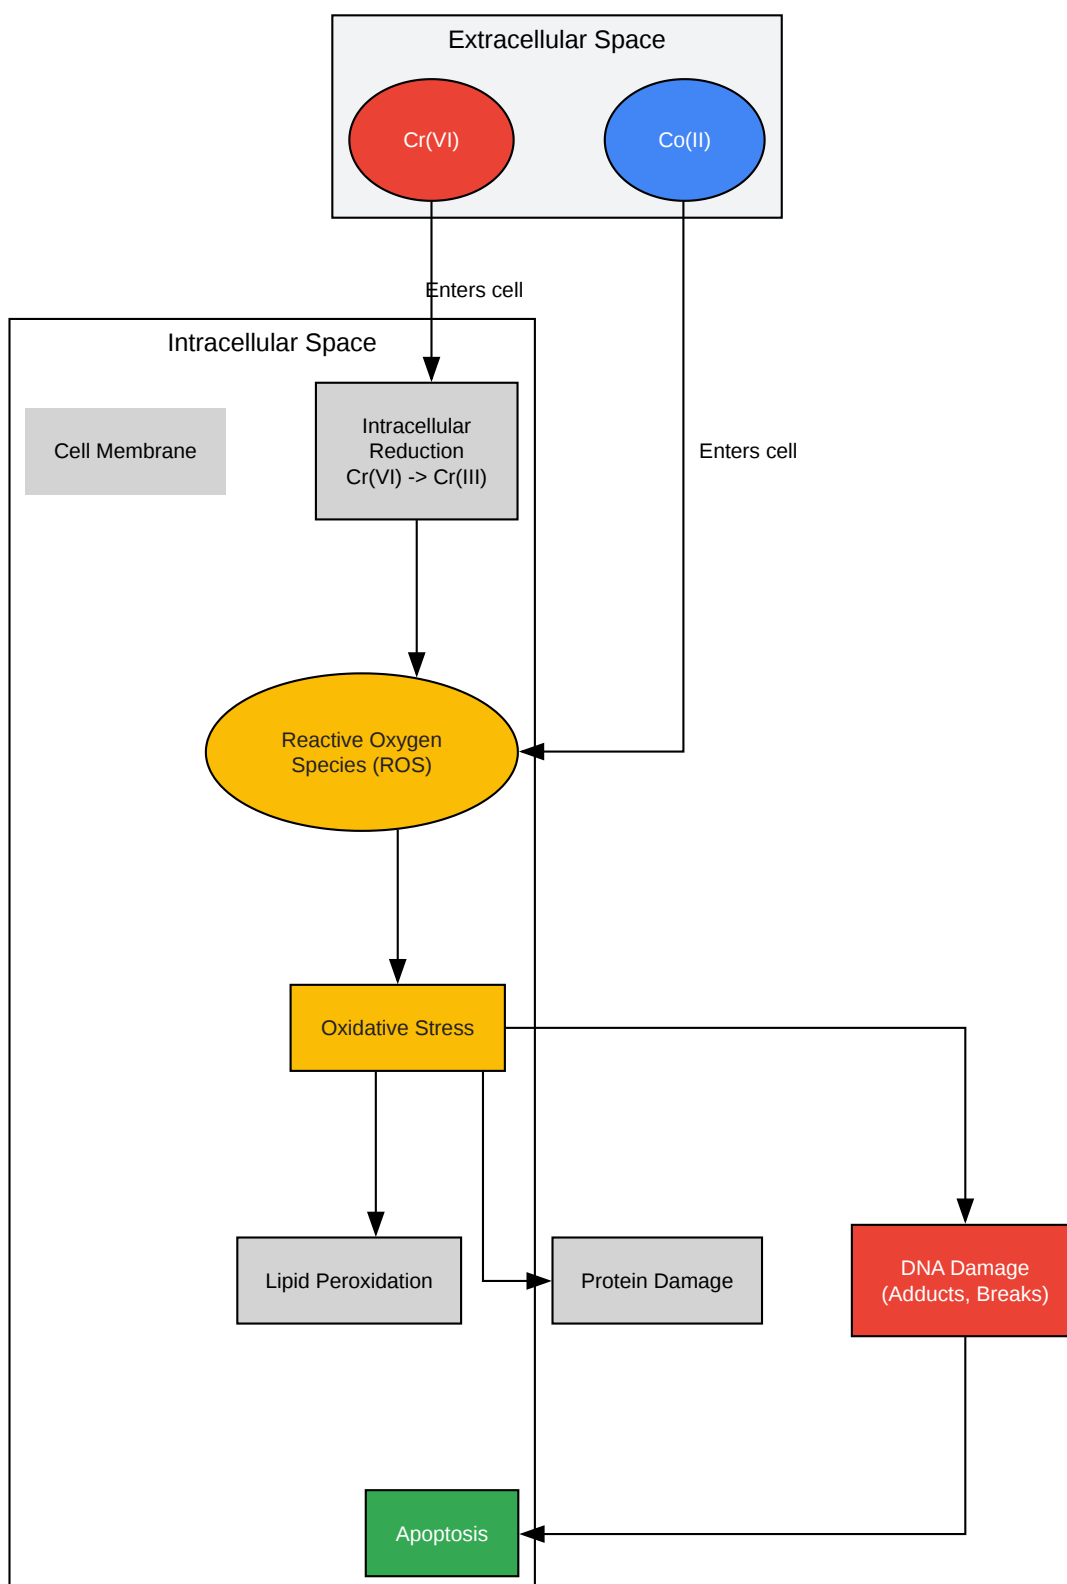 Extracellular Space
Cr(VI)
Co(II)
Enters cell
Intracellular Space
Cell Membrane
Intracellular
Reduction
Cr(VI) -> Cr(III)
Enters cell
Reactive Oxygen
Species (ROS)
Oxidative Stress
Lipid Peroxidation
Protein Damage
DNA Damage
(Adducts, Breaks)
Apoptosis